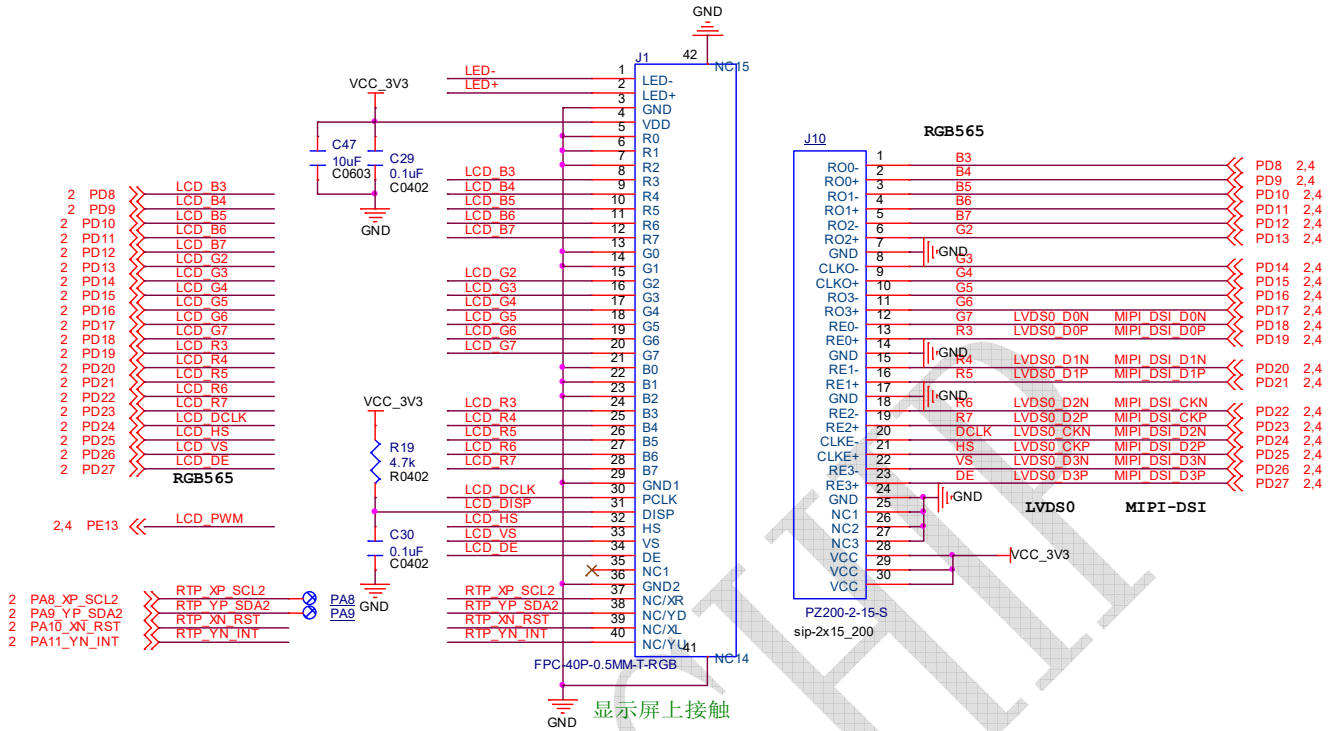 GND
J1
42
NC15
LED-
LED+
1
2
3
4
5
6
7
8
9
10
11
12
13
14
15
16
17
18
19
20
21
22
23
24
25
26
27
28
29
30
31
32
33
34
35
36
37
38
39
40
LED-
LED+
GND
VDD
R0
R1
R2
R3
R4
R5
R6
R7
G0
G1
G2
G3
G4
G5
G6
G7
B0
B1
B2
B3
B4
B5
B6
B7
GND1
PCLK
DISP
HS
VS
DE
NC1
GND2
NC/XR
NC/YD
NC/XL
NC/YU
41
NC14
FPC-40P-0.5MM-T-RGB
GND
显示屏上接触
VCC_3V3
C47
10uF
C0603
C29
0.1uF
C0402
GND
LCD_B3
LCD_B4
LCD_B5
LCD_B6
LCD_B7
LCD_G2
LCD_G3
LCD_G4
LCD_G5
LCD_G6
LCD_G7
VCC_3V3
R19
4.7k
R0402
C30
0.1uF
C0402
GND
LCD_R3
LCD_R4
LCD_R5
LCD_R6
LCD_R7
LCD_DCLK
LCD_DISP
LCD_HS
LCD_VS
LCD_DE
RTP_XP_SCL2
RTP_YP_SDA2
RTP_XN_RST
RTP_YN_INT
2 PD8 LCD_B3
2 PD9 LCD_B4
2 PD10 LCD_B5
2 PD11 LCD_B6
2 PD12 LCD_B7
2 PD13 LCD_G2
2 PD14 LCD_G3
2 PD15 LCD_G4
2 PD16 LCD_G5
2 PD17 LCD_G6
2 PD18 LCD_G7
2 PD19 LCD_R3
2 PD20 LCD_R4
2 PD21 LCD_R5
2 PD22 LCD_R6
2 PD23 LCD_R7
2 PD24 LCD_DCLK
2 PD25 LCD_HS
2 PD26 LCD_VS
2 PD27 LCD_DE
RGB565
2,4 PE13 LCD_PWM
2 PA8_XP_SCL2 RTP_XP_SCL2 PA8
2 PA9_YP_SDA2 RTP_YP_SDA2 PA9
2 PA10_XN_RST RTP_XN_RST
2 PA11_YN_INT RTP_YN_INT
RGB565
J10
RO0- 1 B3 PD8 2,4
RO0+ 2 B4 PD9 2,4
RO1- 3 B5 PD10 2,4
RO1+ 4 B6 PD11 2,4
RO2- 5 B7 PD12 2,4
RO2+ 6 G2 PD13 2,4
GND 7 GND
CLKO- 8 G3 PD14 2,4
CLKO+ 9 G4 PD15 2,4
RO3- 10 G5 PD16 2,4
RO3+ 11 G6 PD17 2,4
RE0- 12 G7 LVDS0_D0N MIPI_DSI_D0N PD18 2,4
RE0+ 13 R3 LVDS0_D0P MIPI_DSI_D0P PD19 2,4
GND 14 GND
RE1- 15 R4 LVDS0_D1N MIPI_DSI_D1N PD20 2,4
RE1+ 16 R5 LVDS0_D1P MIPI_DSI_D1P PD21 2,4
GND 17 GND
RE2- 18 R6 LVDS0_D2N MIPI_DSI_CKN PD22 2,4
RE2+ 19 R7 LVDS0_D2P MIPI_DSI_CKP PD23 2,4
CLKE- 20 DCLK LVDS0_CKN MIPI_DSI_D2N PD24 2,4
CLKE+ 21 HS LVDS0_CKP MIPI_DSI_D2P PD25 2,4
RE3- 22 VS LVDS0_D3N MIPI_DSI_D3N PD26 2,4
RE3+ 23 DE LVDS0_D3P MIPI_DSI_D3P PD27 2,4
GND 24 GND
NC1 25 LVDS0 MIPI-DSI
NC2 26
NC3 27
VCC 28 VCC_3V3
VCC 29
VCC 30
PZ200-2-15-S
sip-2x15_200